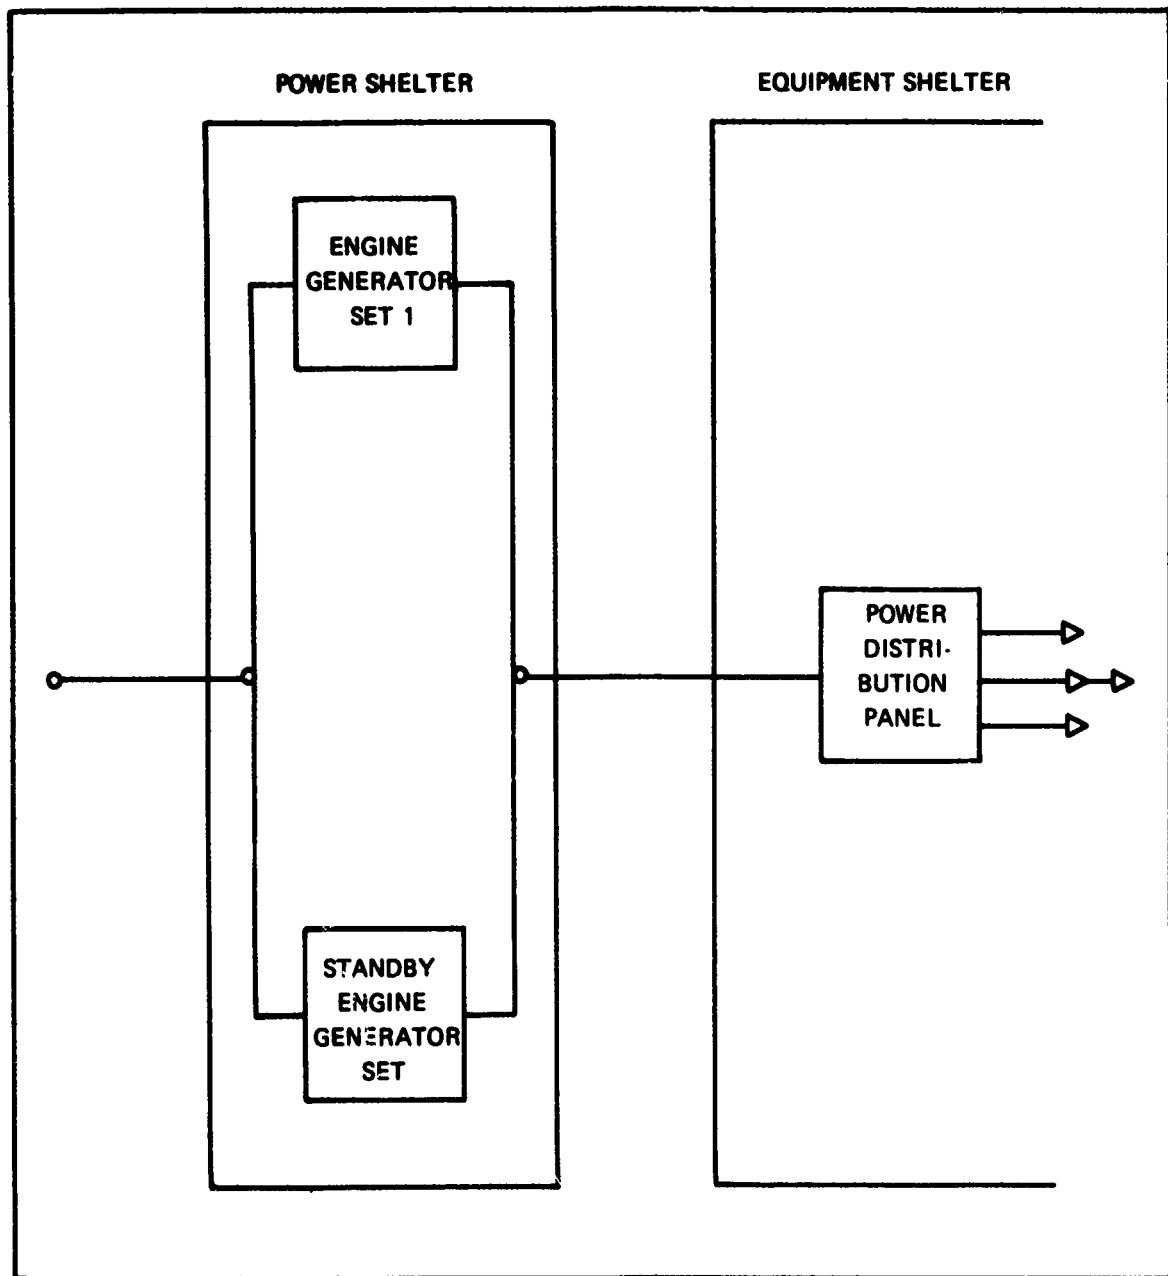 POWER SHELTER
EQUIPMENT SHELTER
ENGINE
GENERATOR
SET 1
POWER
DISTRI-
BUTION
PANEL
STANDBY
ENGINE
GENERATOR
SET